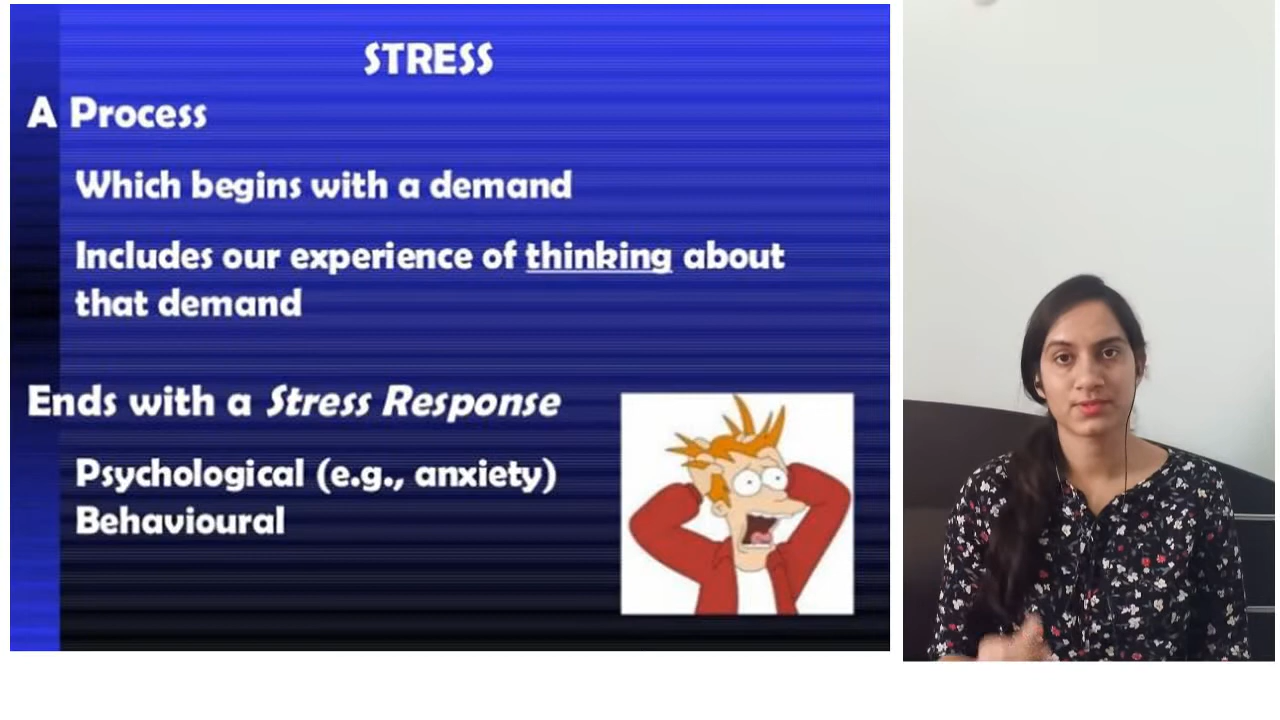 STRESS
A Process
Which begins with a demand
Includes our experience of thinking about
that demand
Ends with a Stress Response
Psychological (e.g., anxiety)
Behavioural